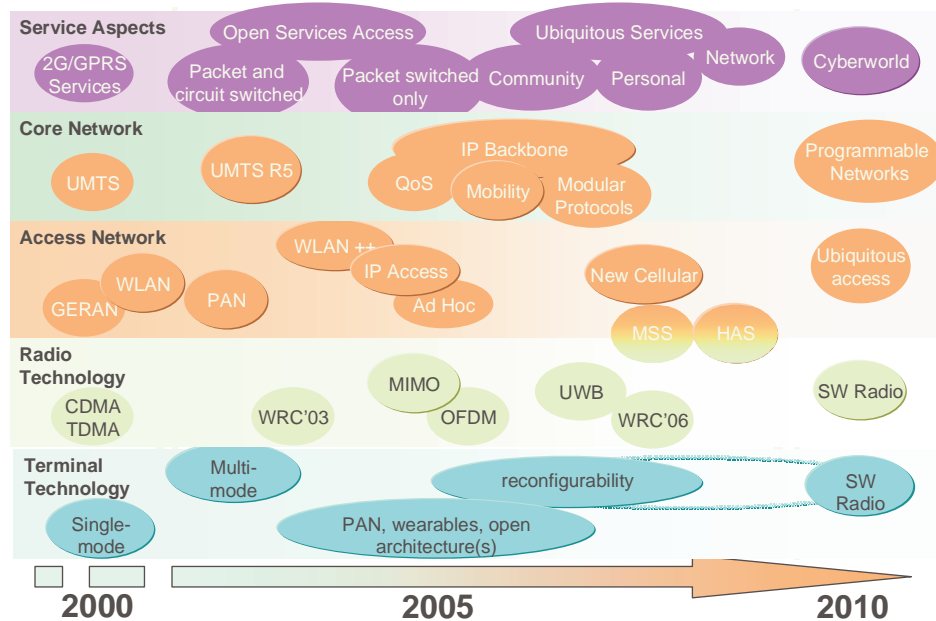 Service Aspects
Open Services Access
Ubiquitous Services
2G/GPRS
Services
Packet and
circuit switched
Packet switched
only
Community
Personal
Network
Cyberworld
Core Network
UMTS
UMTS R5
IP Backbone
QoS
Mobility
Modular
Protocols
Programmable
Networks
Access Network
GERAN
WLAN
PAN
WLAN ++
IP Access
Ad Hoc
New Cellular
MSS
HAS
Ubiquitous
access
Radio
Technology
CDMA
TDMA
WRC'03
MIMO
OFDM
UWB
WRC'06
SW Radio
Terminal
Technology
Single-
mode
Multi-
mode
PAN, wearables, open
architecture(s)
reconfigurability
SW
Radio
2000
2005
2010